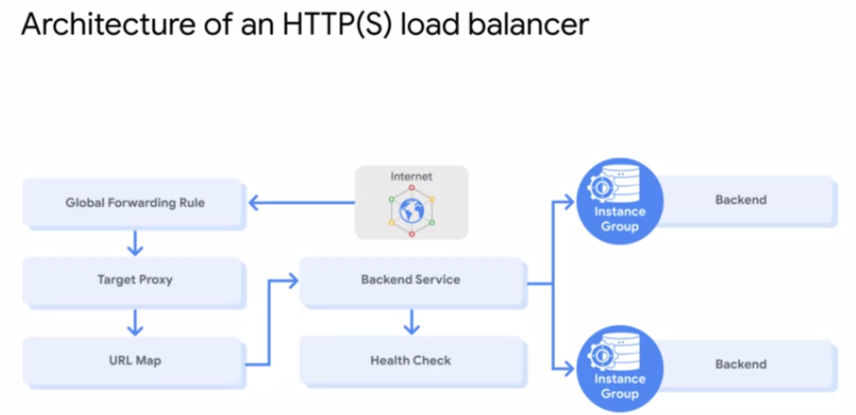 Architecture of an HTTP(S) load balancer
Internet
Global Forwarding Rule
Target Proxy
URL Map
Backend Service
Health Check
Instance
Group
Backend
Instance
Group
Backend